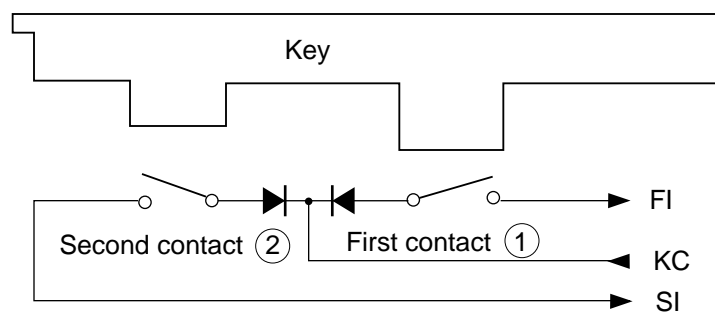 Key
FI
Second contact ②
First contact ①
KC
SI